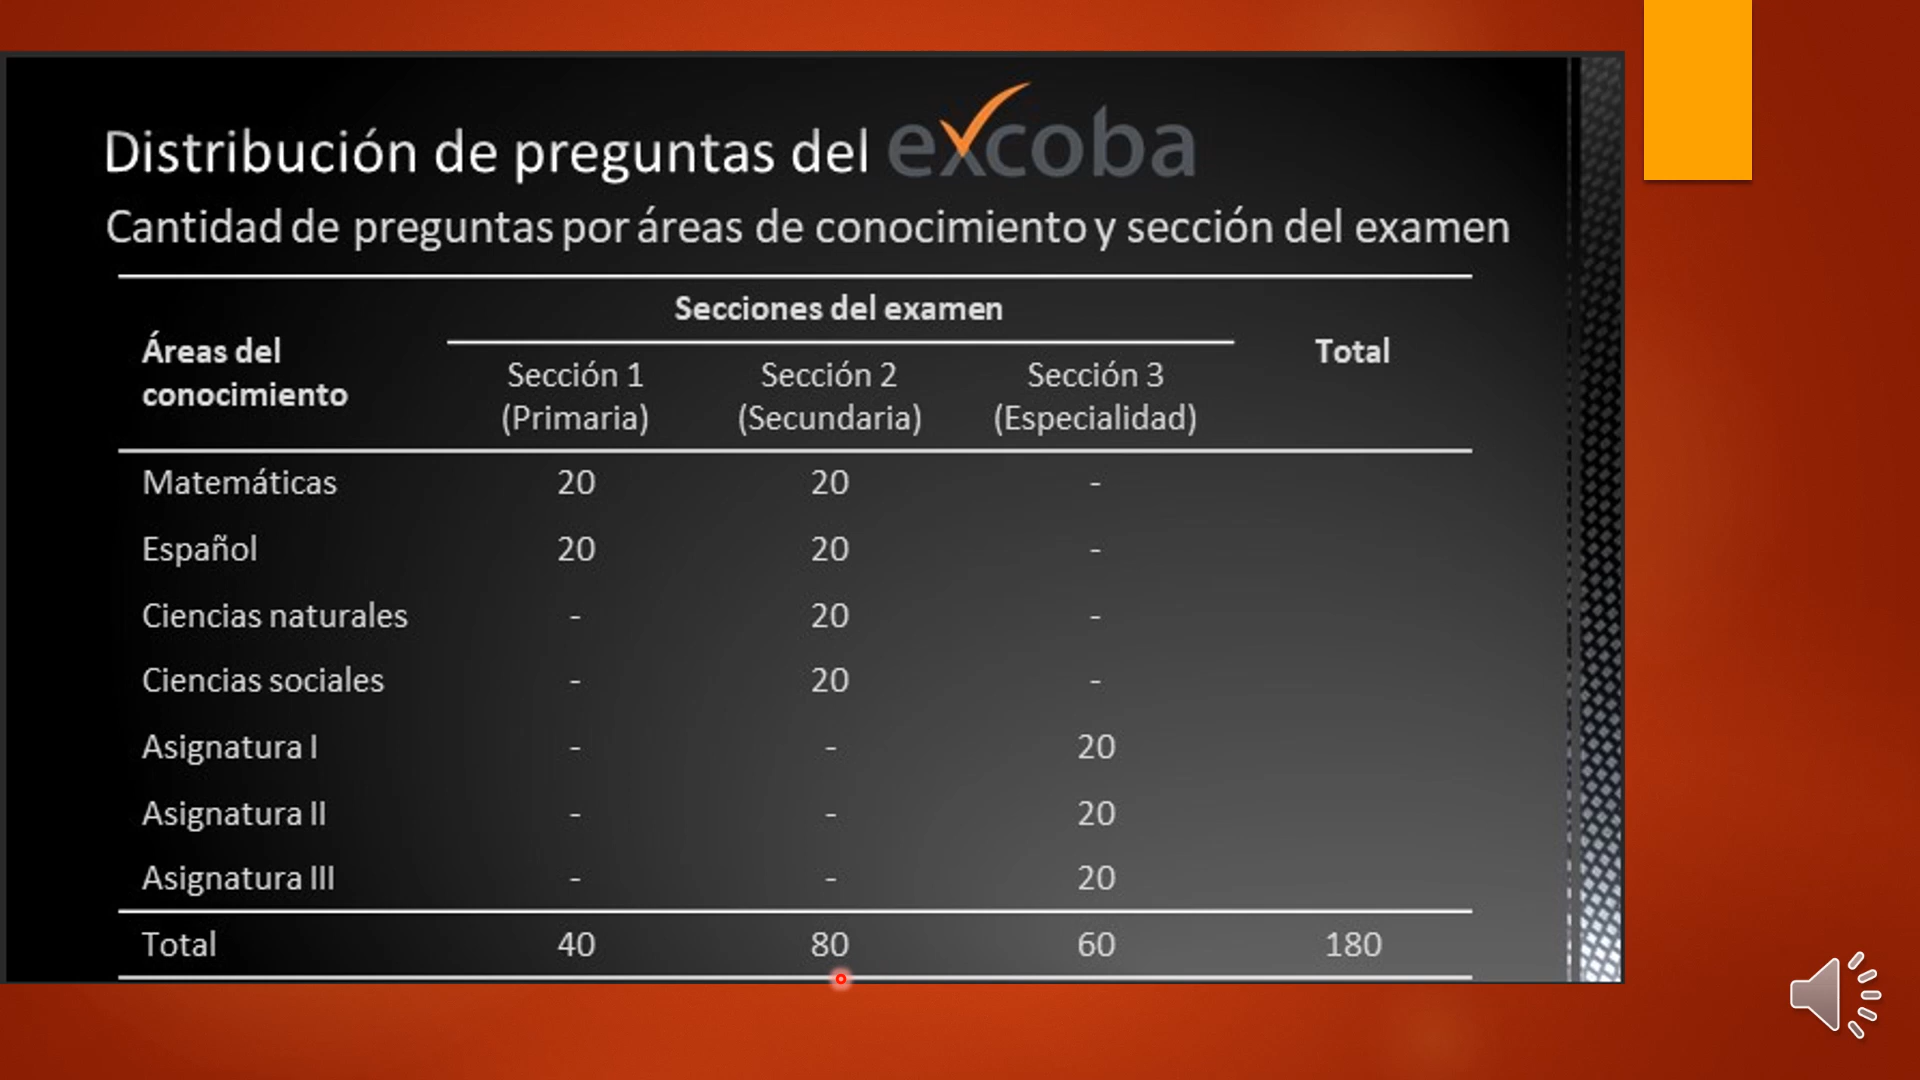 Distribución de preguntas del excoba
Cantidad de preguntas por áreas de conocimiento y sección del examen
Áreas del conocimiento Secciones del examen Total
Sección 1 (Primaria) Sección 2 (Secundaria) Sección 3 (Especialidad)
Matemáticas 20 20 -
Español 20 20 -
Ciencias naturales - 20 -
Ciencias sociales - 20 -
Asignatura I - - 20
Asignatura II - - 20
Asignatura III - - 20
Total 40 80 60 180